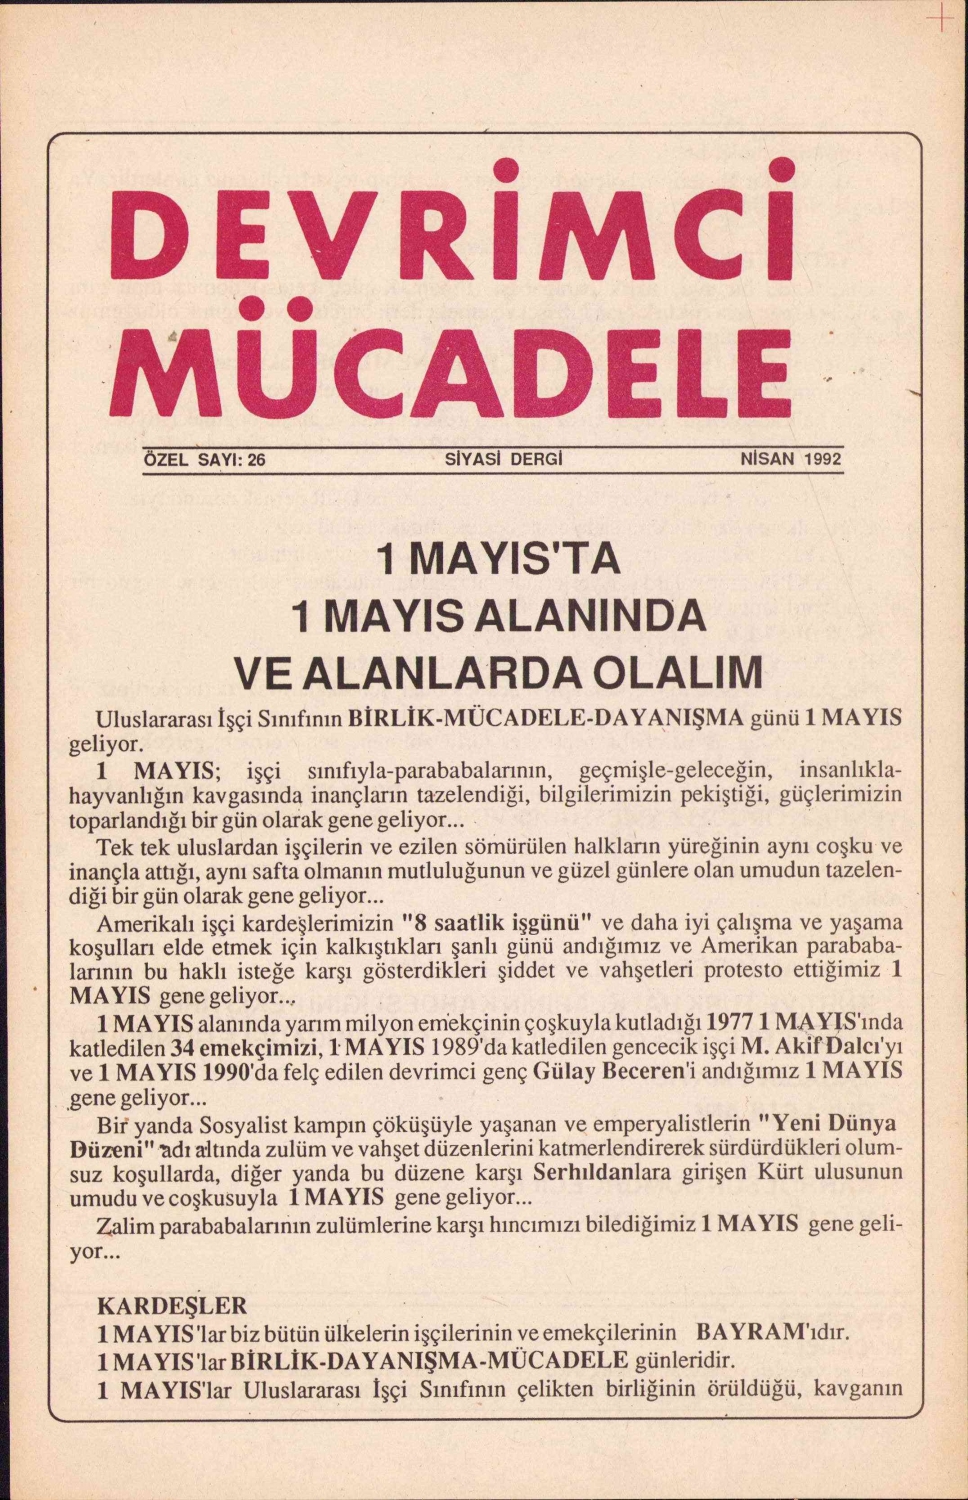 DEVRİMCİ
MÜCADELE
ÖZEL SAYI: 26 SİYASİ DERGİ NİSAN 1992
1 MAYIS'TA
1 MAYIS ALANINDA
VE ALANLARDA OLALIM
Uluslararası İşçi Sınıfının BİRLİK-MÜCADELE-DAYANIŞMA günü 1 MAYIS
geliyor.
1 MAYIS; işçi sınıfıyla-parababalarının, geçmişle-geleceğin, insanlıkla-
hayvanlığın kavgasında inançların tazelendiği, bilgilerimizin pekiştiği, güçlerimizin
toparlandığı bir gün olarak gene geliyor...
Tek tek uluslardan işçilerin ve ezilen sömürülen halkların yüreğinin aynı coşku ve
inançla attığı, aynı safta olmanın mutluluğunun ve güzel günlere olan umudun tazelen-
diği bir gün olarak gene geliyor...
Amerikalı işçi kardeşlerimizin "8 saatlik işgünü" ve daha iyi çalışma ve yaşama
koşulları elde etmek için kalkıştıkları şanlı günü andığımız ve Amerikan parababa-
larının bu haklı isteğe karşı gösterdikleri şiddet ve vahşetleri protesto ettiğimiz 1
MAYIS gene geliyor...
1 MAYIS alanında yarım milyon emekçinin çoşkuyla kutladığı 1977 1 MAYIS'ında
katledilen 34 emekçimizi, 1 MAYIS 1989'da katledilen gencecik işçi M. Akif Dalcı'yı
ve 1 MAYIS 1990'da felç edilen devrimci genç Gülay Beceren'i andığımız 1 MAYIS
gene geliyor...
Bir yanda Sosyalist kampın çöküşüyle yaşanan ve emperyalistlerin "Yeni Dünya
Düzeni" adı altında zulüm ve vahşet düzenlerini katmerlendirerek sürdürdükleri olum-
suz koşullarda, diğer yanda bu düzene karşı Serhıldanlara girişen Kürt ulusunun
umudu ve coşkusuyla 1 MAYIS gene geliyor...
Zalim parababalarının zulümlerine karşı hıncımızı bilediğimiz 1 MAYIS gene geli-
yor...
KARDEŞLER
1 MAYIS'lar biz bütün ülkelerin işçilerinin ve emekçilerinin BAYRAM'ıdır.
1 MAYIS'lar BİRLİK-DAYANIŞMA-MÜCADELE günleridir.
1 MAYIS'lar Uluslararası İşçi Sınıfının çelikten birliğinin örüldüğü, kavganın